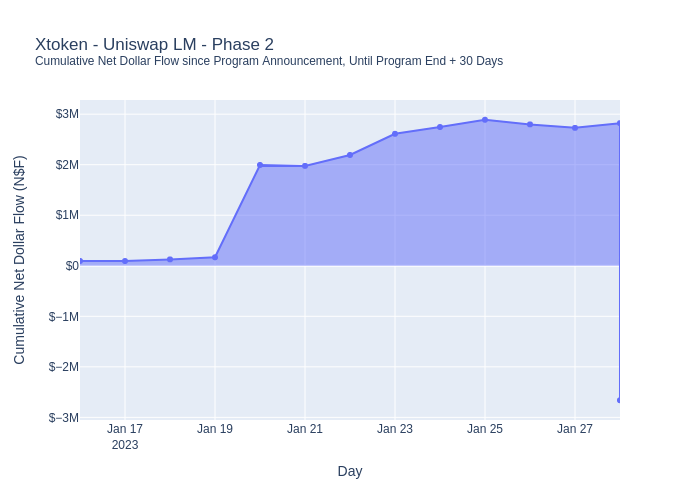 Xtoken - Uniswap LM - Phase 2
Cumulative Net Dollar Flow since Program Announcement, Until Program End + 30 Days
Cumulative Net Dollar Flow (N$F)
$3M
$2M
$1M
$0
$−1M
$−2M
$−3M
Jan 17 Jan 19 Jan 21 Jan 23 Jan 25 Jan 27
2023
Day